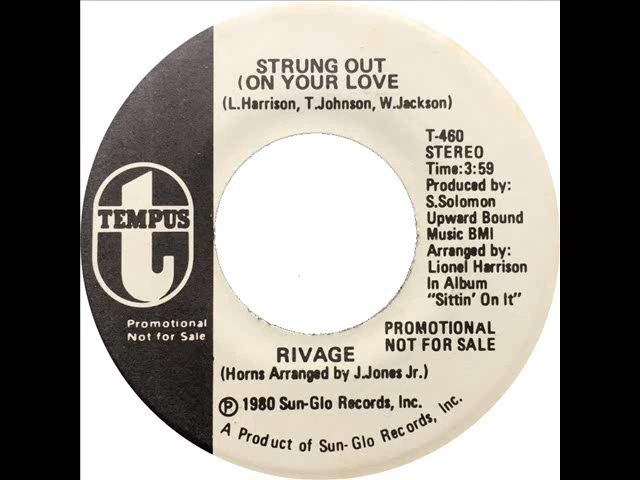 STRUNG OUT
(ON YOUR LOVE
(L.Harrison, T.Johnson, W.Jackson)
T-460
STEREO
Time:3:59
Produced by:
S.Solomon
Upward Bound
Music BMI
Arranged by:
Lionel Harrison
In Album
"Sittin' On It"
t
TEMPUS
Promotional
Not for Sale
PROMOTIONAL
NOT FOR SALE
RIVAGE
(Horns Arranged by J.Jones Jr.)
Ⓟ 1980 Sun-Glo Records, Inc.
A Product of Sun-Glo Records, Inc.